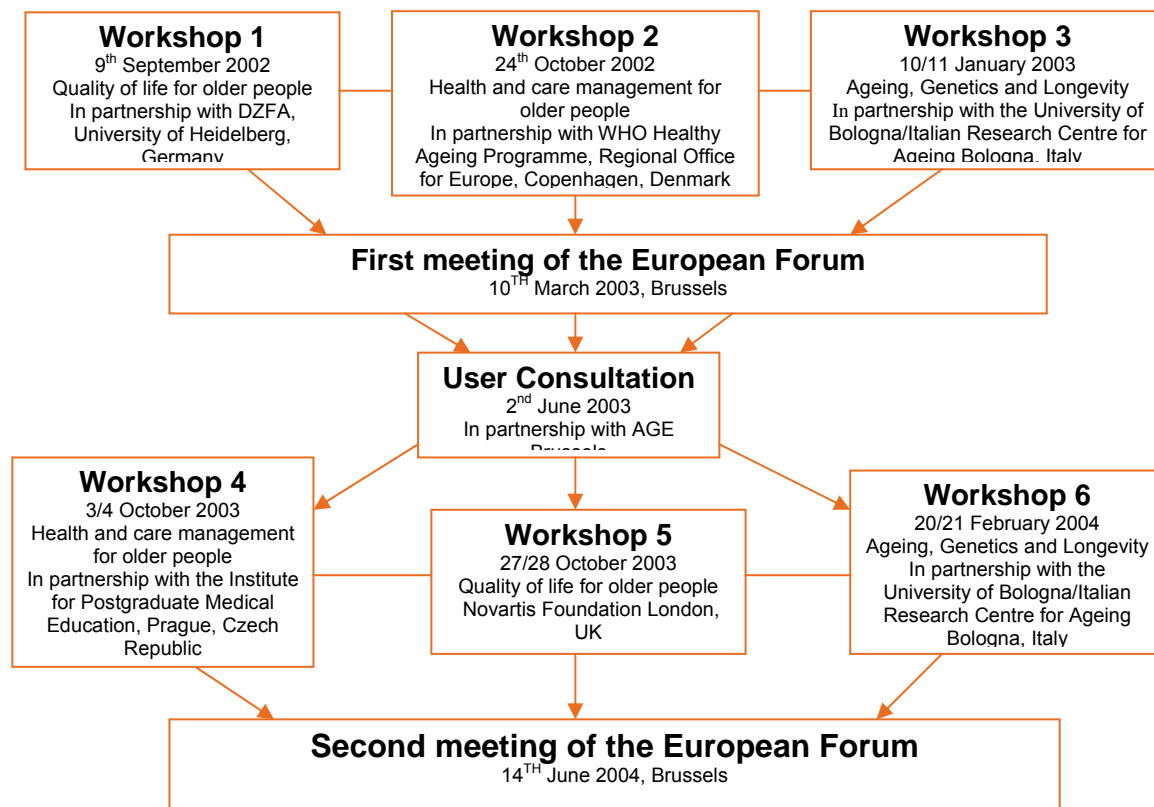 Workshop 1
9th September 2002
Quality of life for older people
In partnership with DZFA,
University of Heidelberg,
Germany
Workshop 2
24th October 2002
Health and care management for
older people
In partnership with WHO Healthy
Ageing Programme, Regional Office
for Europe, Copenhagen, Denmark
Workshop 3
10/11 January 2003
Ageing, Genetics and Longevity
In partnership with the University of
Bologna/Italian Research Centre for
Ageing Bologna, Italy
First meeting of the European Forum
10TH March 2003, Brussels
User Consultation
2nd June 2003
In partnership with AGE
Brussels
Workshop 4
3/4 October 2003
Health and care management
for older people
In partnership with the Institute
for Postgraduate Medical
Education, Prague, Czech
Republic
Workshop 5
27/28 October 2003
Quality of life for older people
Novartis Foundation London,
UK
Workshop 6
20/21 February 2004
Ageing, Genetics and Longevity
In partnership with the
University of Bologna/Italian
Research Centre for Ageing
Bologna, Italy
Second meeting of the European Forum
14TH June 2004, Brussels